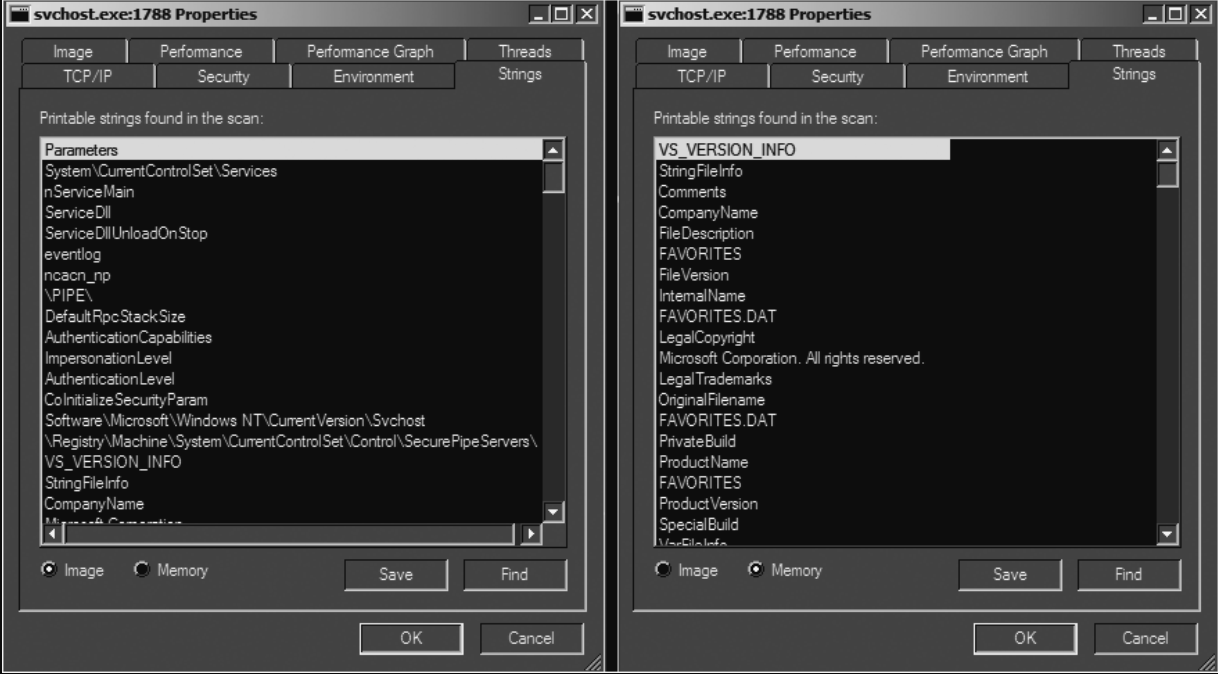 svchost.exe:1788 Properties
Image Performance Performance Graph Threads
TCP/IP Security Environment Strings
Printable strings found in the scan:
Parameters
System\CurrentControlSet\Services
nServiceMain
ServiceDll
ServiceDllUnloadOnStop
eventlog
ncacn_np
\PIPE\
DefaultRpcStackSize
AuthenticationCapabilities
ImpersonationLevel
AuthenticationLevel
CoInitializeSecurityParam
Software\Microsoft\Windows NT\CurrentVersion\Svchost
\Registry\Machine\System\CurrentControlSet\Control\SecurePipeServers\
VS_VERSION_INFO
StringFileInfo
CompanyName
Microsoft Corporation
Image Memory Save Find
OK Cancel
svchost.exe:1788 Properties
Image Performance Performance Graph Threads
TCP/IP Security Environment Strings
Printable strings found in the scan:
VS_VERSION_INFO
StringFileInfo
Comments
CompanyName
FileDescription
FAVORITES
FileVersion
InternalName
FAVORITES.DAT
LegalCopyright
Microsoft Corporation. All rights reserved.
LegalTrademarks
OriginalFilename
FAVORITES.DAT
PrivateBuild
ProductName
FAVORITES
ProductVersion
SpecialBuild
VarFileInfo
Image Memory Save Find
OK Cancel